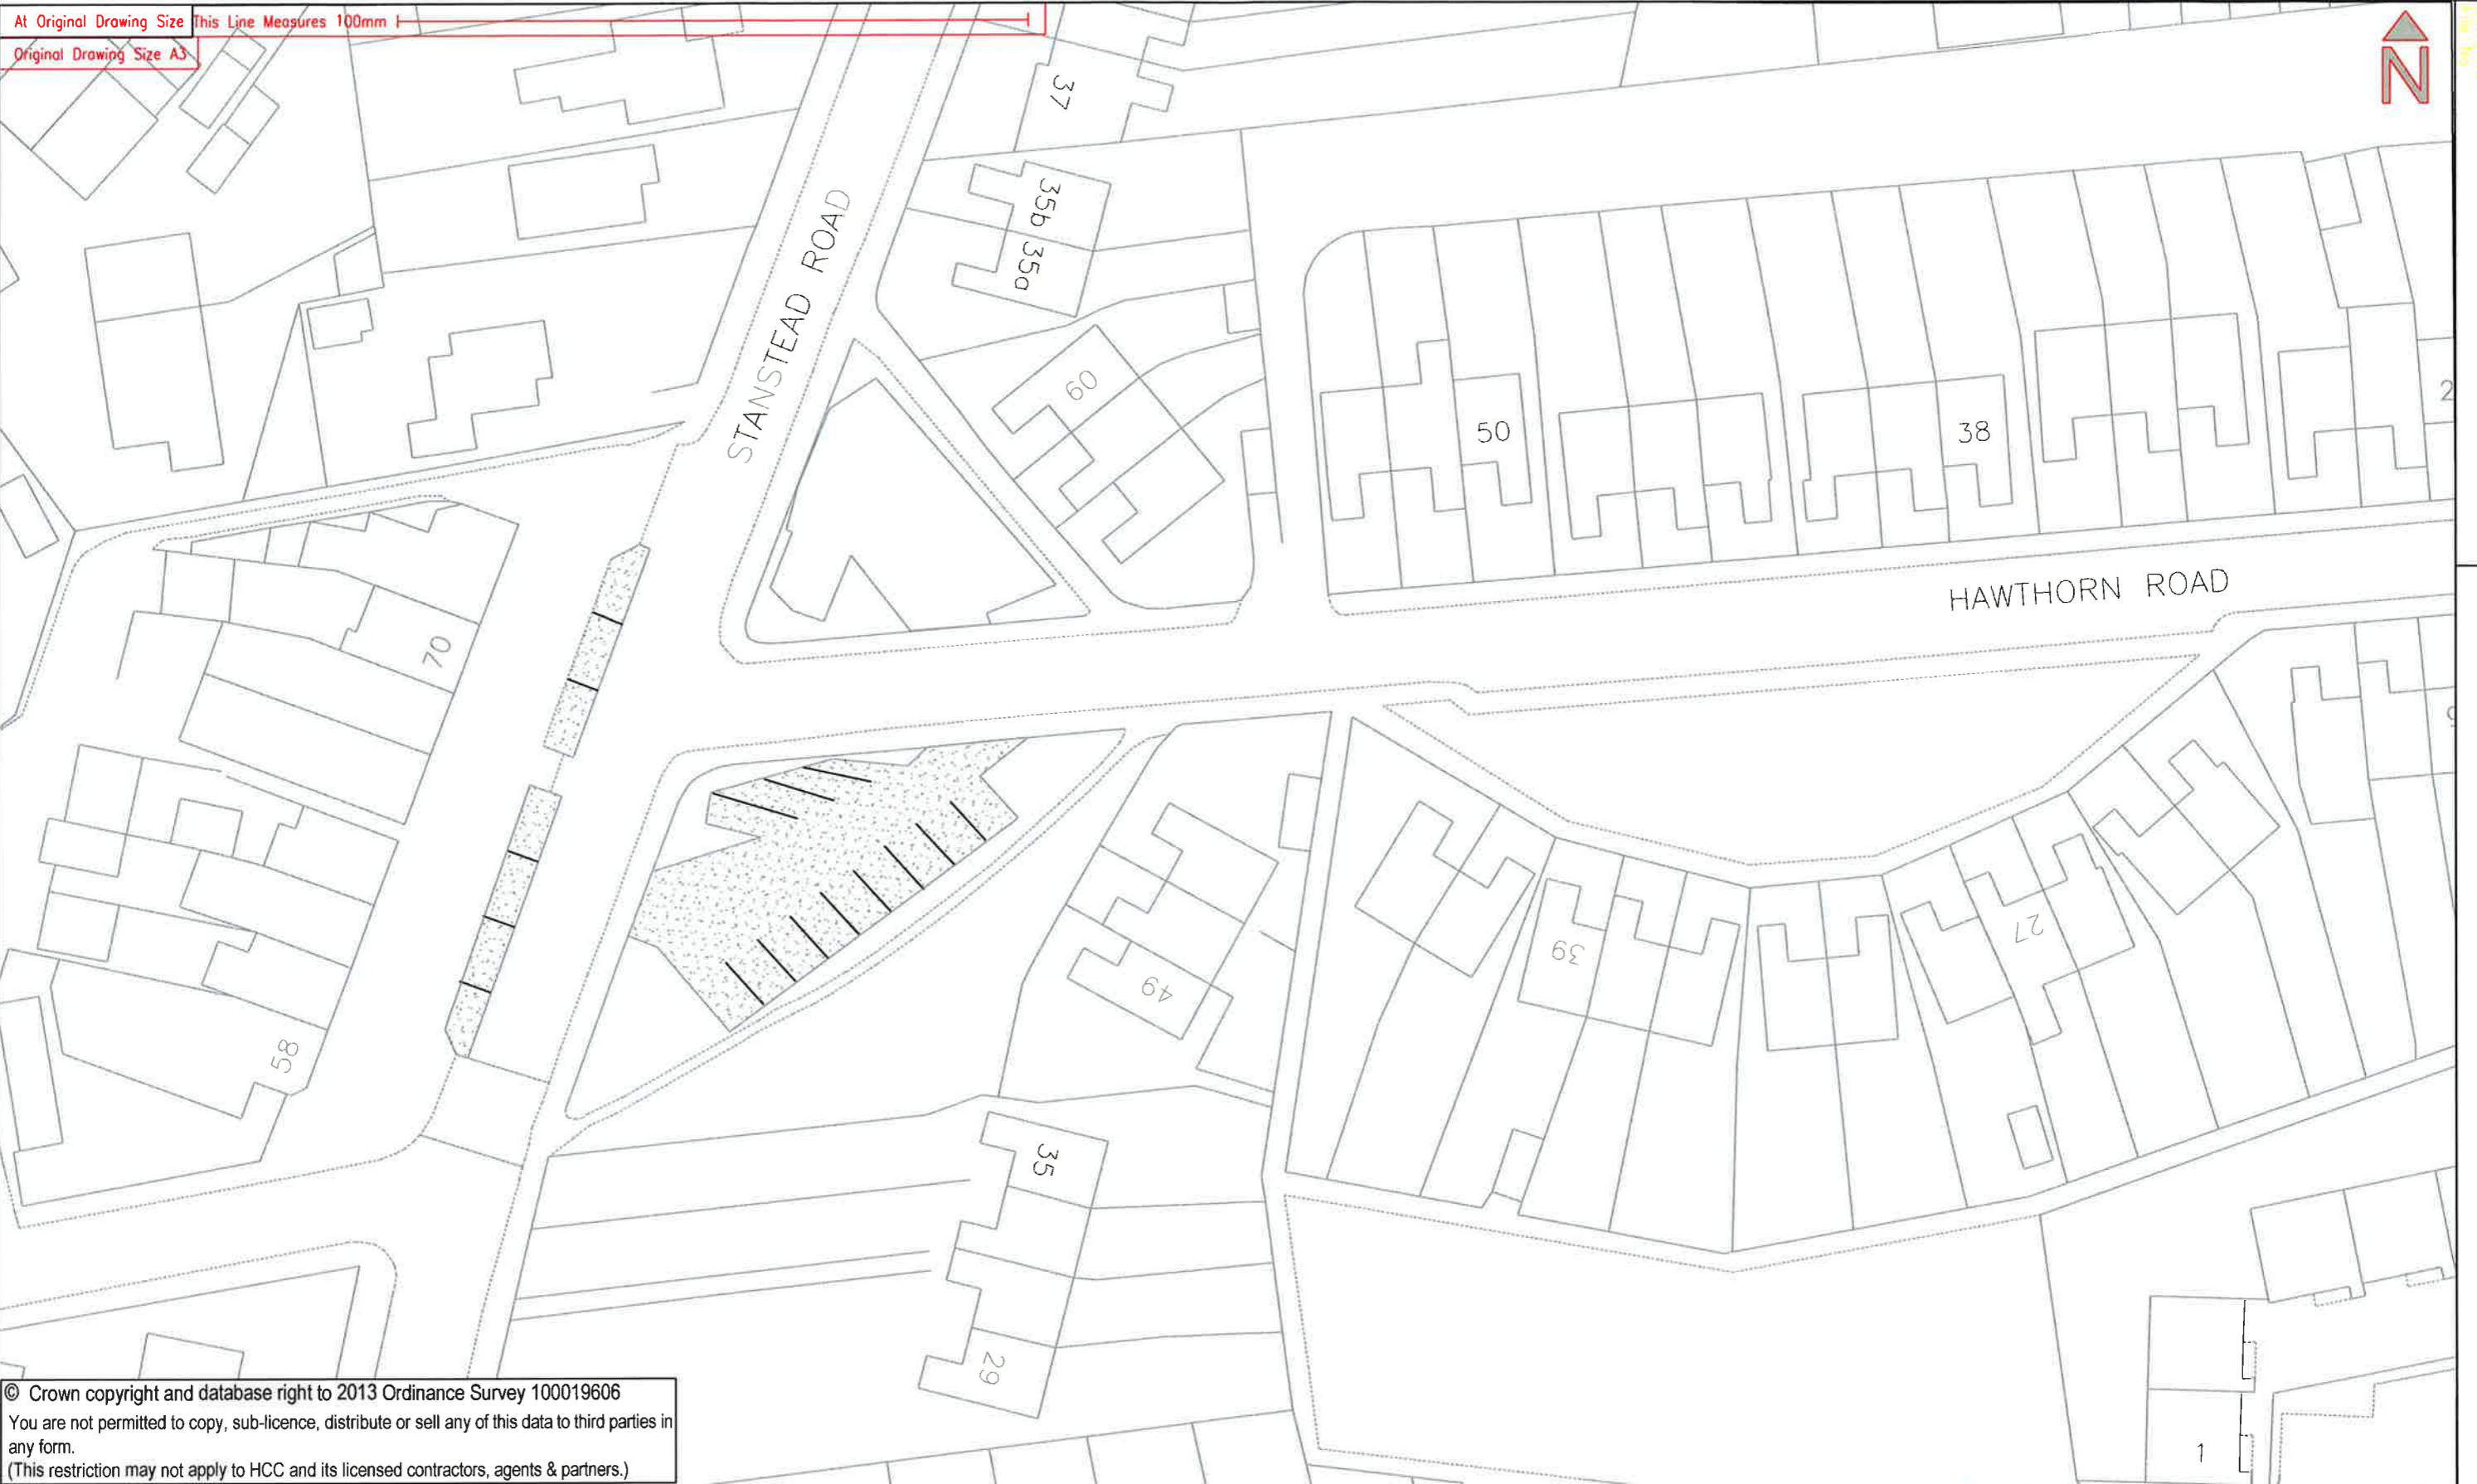 At Original Drawing Size This Line Measures 100mm
Original Drawing Size A3
N
37
35b 35a
STANSTEAD ROAD
60
50
38
2
HAWTHORN ROAD
70
9
39
27
49
58
35
29
1
© Crown copyright and database right to 2013 Ordinance Survey 100019606
You are not permitted to copy, sub-licence, distribute or sell any of this data to third parties in
any form.
(This restriction may not apply to HCC and its licensed contractors, agents & partners.)